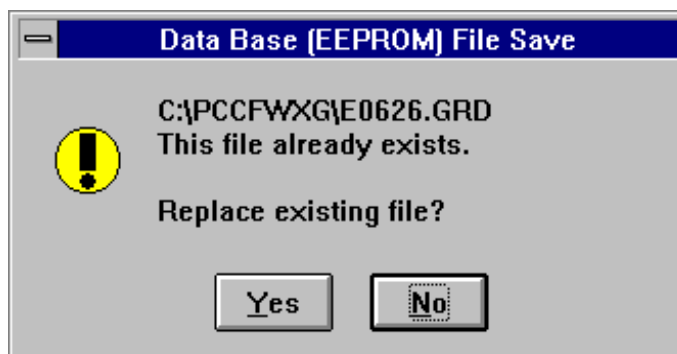 Data Base (EEPROM) File Save
C:\PCCFWXG\E0626.GRD
This file already exists.
Replace existing file?
Yes No